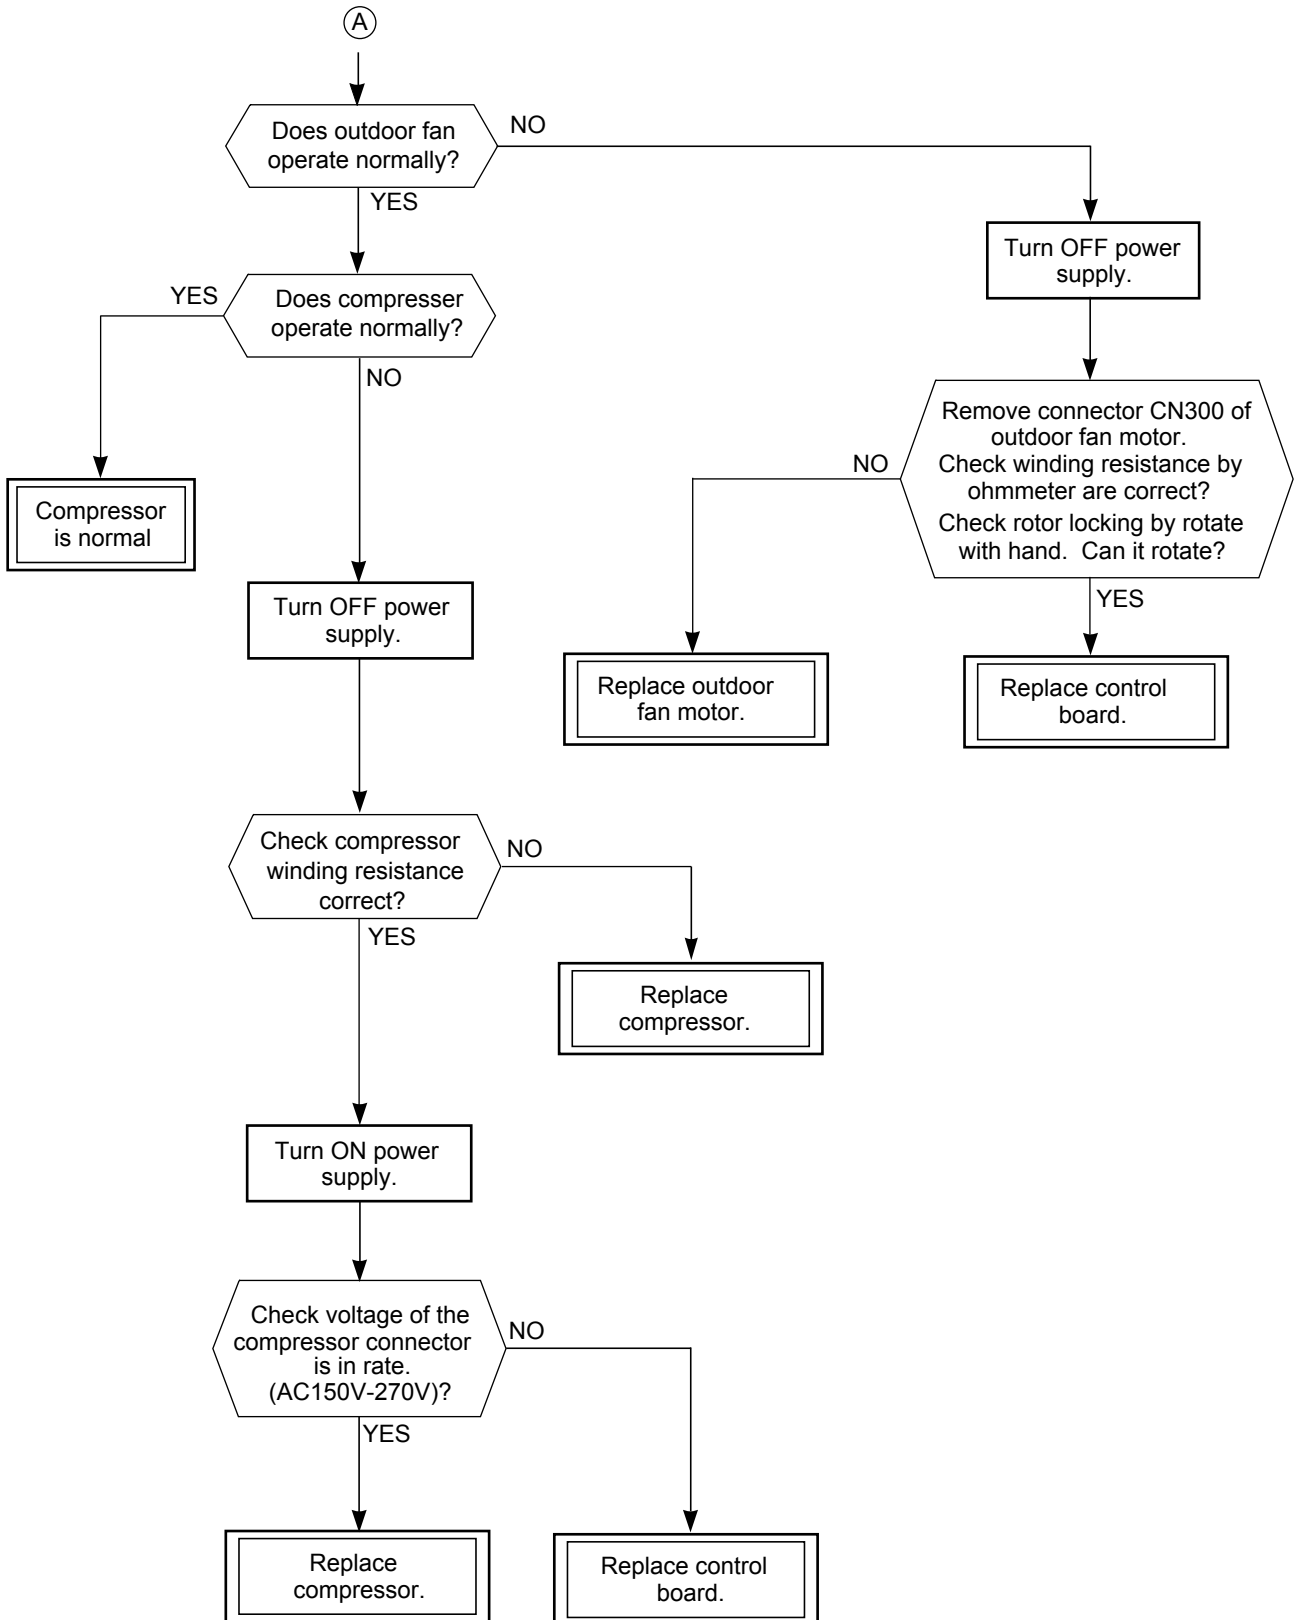 A
Does outdoor fan
operate normally?
NO
YES
Turn OFF power
supply.
YES
Does compresser
operate normally?
NO
Remove connector CN300 of
outdoor fan motor.
Check winding resistance by
ohmmeter are correct?
Check rotor locking by rotate
with hand. Can it rotate?
NO
YES
Compressor
is normal
Turn OFF power
supply.
Replace outdoor
fan motor.
Replace control
board.
Check compressor
winding resistance
correct?
NO
YES
Replace
compressor.
Turn ON power
supply.
Check voltage of the
compressor connector
is in rate.
(AC150V-270V)?
NO
YES
Replace
compressor.
Replace control
board.